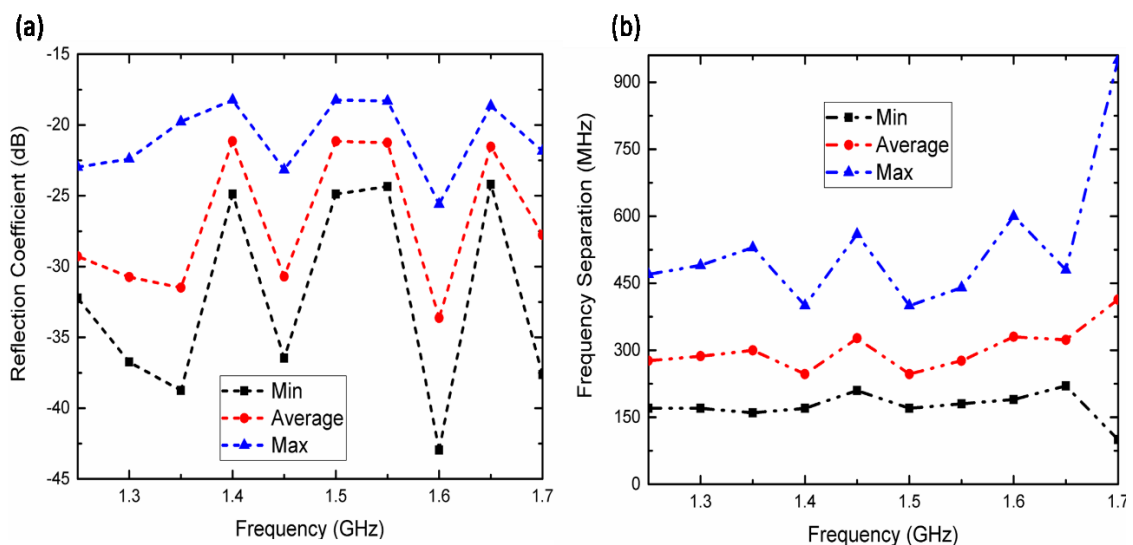 (a)
-15
-20
-25
-30
-35
-40
-45
Reflection Coefficient (dB)
Min
Average
Max
1.3
1.4
1.5
1.6
1.7
Frequency (GHz)
(b)
900
750
600
450
300
150
0
Frequency Separation (MHz)
Min
Average
Max
1.3
1.4
1.5
1.6
1.7
Frequency (GHz)